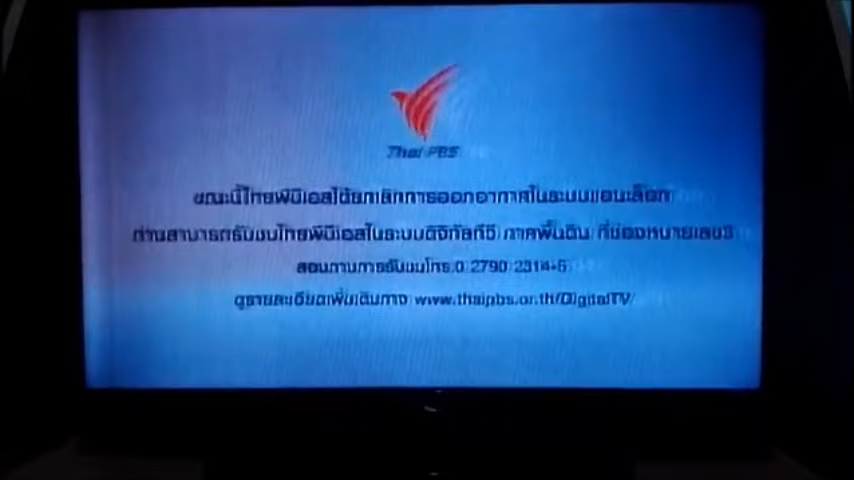 Thai PBS
ขณะนี้ไทยพีบีเอสได้ยกเลิกการออกอากาศในระบบแอนะล็อก
ท่านสามารถรับชมไทยพีบีเอสในระบบดิจิทัลทีวี ภาคพื้นดิน ที่ช่องหมายเลข3
สอบถามการรับชมโทร.0 2790 2314-5
ดูรายละเอียดเพิ่มเติมทาง www.thaipbs.or.th/DigitalTV